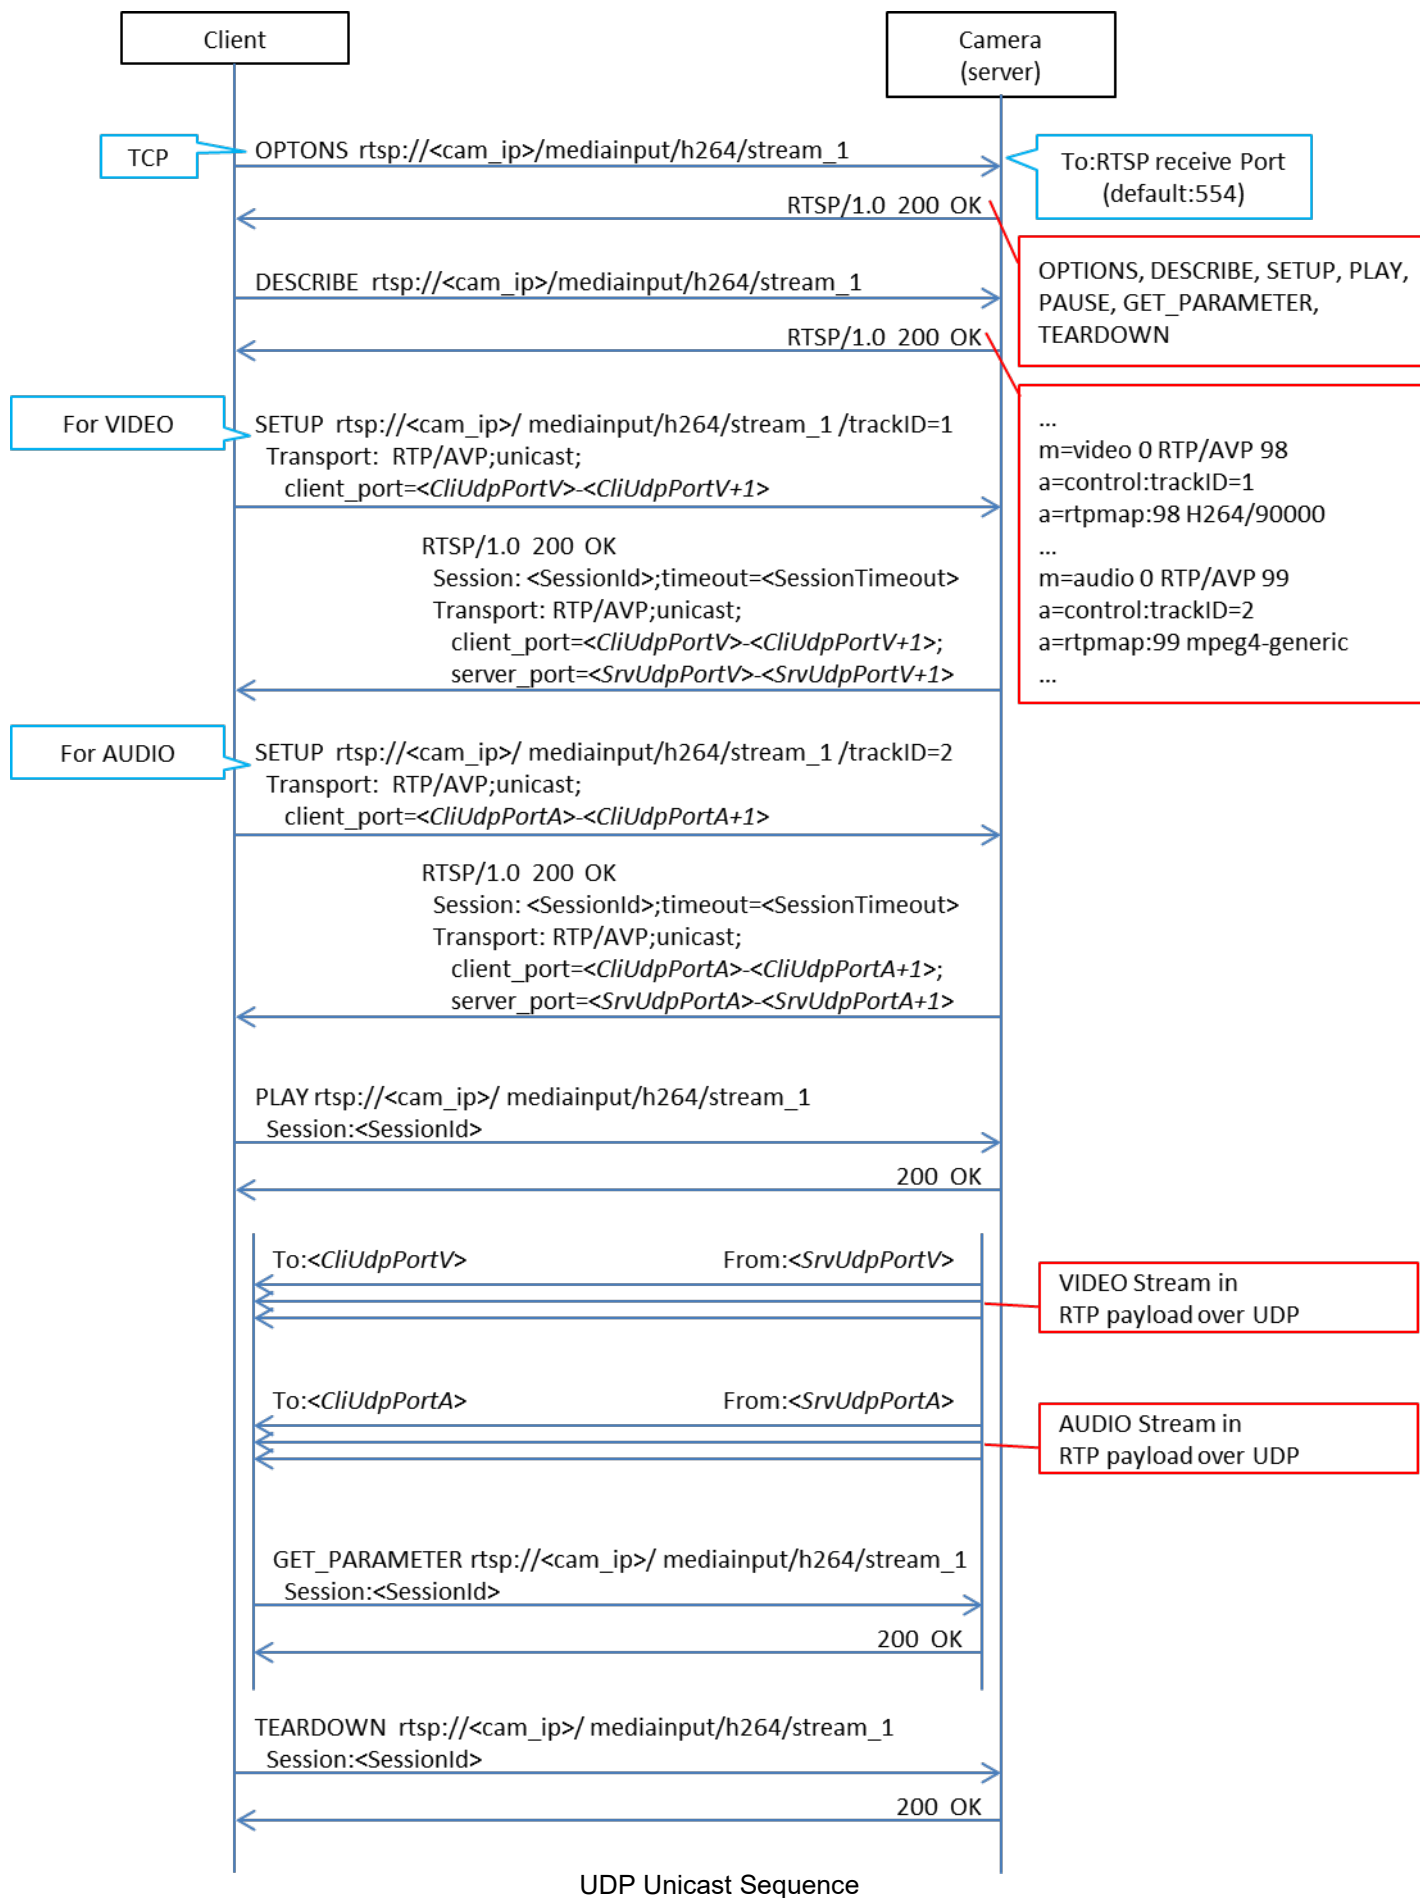 Client
Camera
(server)
TCP
OPTONS rtsp://<cam_ip>/mediainput/h264/stream_1
To:RTSP receive Port
(default:554)
RTSP/1.0 200 OK
OPTIONS, DESCRIBE, SETUP, PLAY,
PAUSE, GET_PARAMETER,
TEARDOWN
DESCRIBE rtsp://<cam_ip>/mediainput/h264/stream_1
RTSP/1.0 200 OK
...
m=video 0 RTP/AVP 98
a=control:trackID=1
a=rtpmap:98 H264/90000
...
m=audio 0 RTP/AVP 99
a=control:trackID=2
a=rtpmap:99 mpeg4-generic
...
For VIDEO
SETUP rtsp://<cam_ip>/ mediainput/h264/stream_1 /trackID=1
Transport: RTP/AVP;unicast;
client_port=<CliUdpPortV>-<CliUdpPortV+1>
RTSP/1.0 200 OK
Session: <SessionId>;timeout=<SessionTimeout>
Transport: RTP/AVP;unicast;
client_port=<CliUdpPortV>-<CliUdpPortV+1>;
server_port=<SrvUdpPortV>-<SrvUdpPortV+1>
For AUDIO
SETUP rtsp://<cam_ip>/ mediainput/h264/stream_1 /trackID=2
Transport: RTP/AVP;unicast;
client_port=<CliUdpPortA>-<CliUdpPortA+1>
RTSP/1.0 200 OK
Session: <SessionId>;timeout=<SessionTimeout>
Transport: RTP/AVP;unicast;
client_port=<CliUdpPortA>-<CliUdpPortA+1>;
server_port=<SrvUdpPortA>-<SrvUdpPortA+1>
PLAY rtsp://<cam_ip>/ mediainput/h264/stream_1
Session:<SessionId>
200 OK
To:<CliUdpPortV>
From:<SrvUdpPortV>
VIDEO Stream in
RTP payload over UDP
To:<CliUdpPortA>
From:<SrvUdpPortA>
AUDIO Stream in
RTP payload over UDP
GET_PARAMETER rtsp://<cam_ip>/ mediainput/h264/stream_1
Session:<SessionId>
200 OK
TEARDOWN rtsp://<cam_ip>/ mediainput/h264/stream_1
Session:<SessionId>
200 OK
UDP Unicast Sequence